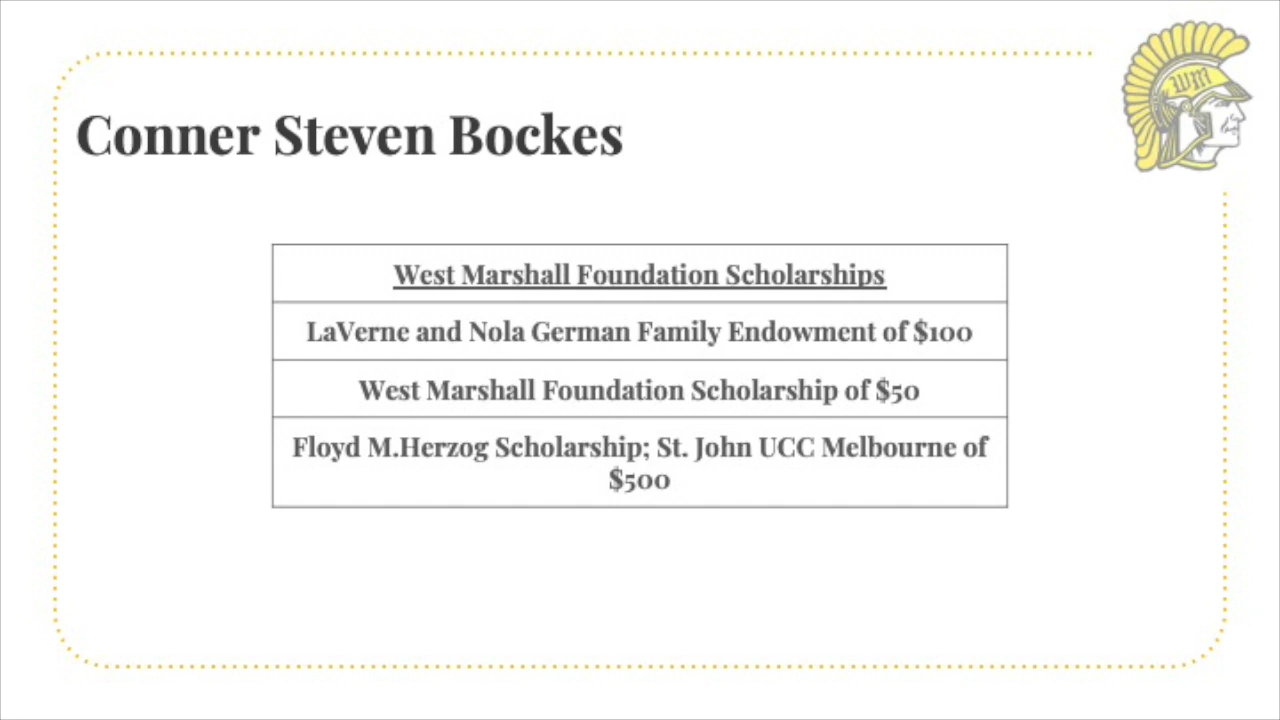 WM
Conner Steven Bockes
West Marshall Foundation Scholarships
LaVerne and Nola German Family Endowment of $100
West Marshall Foundation Scholarship of $50
Floyd M.Herzog Scholarship; St. John UCC Melbourne of
$500